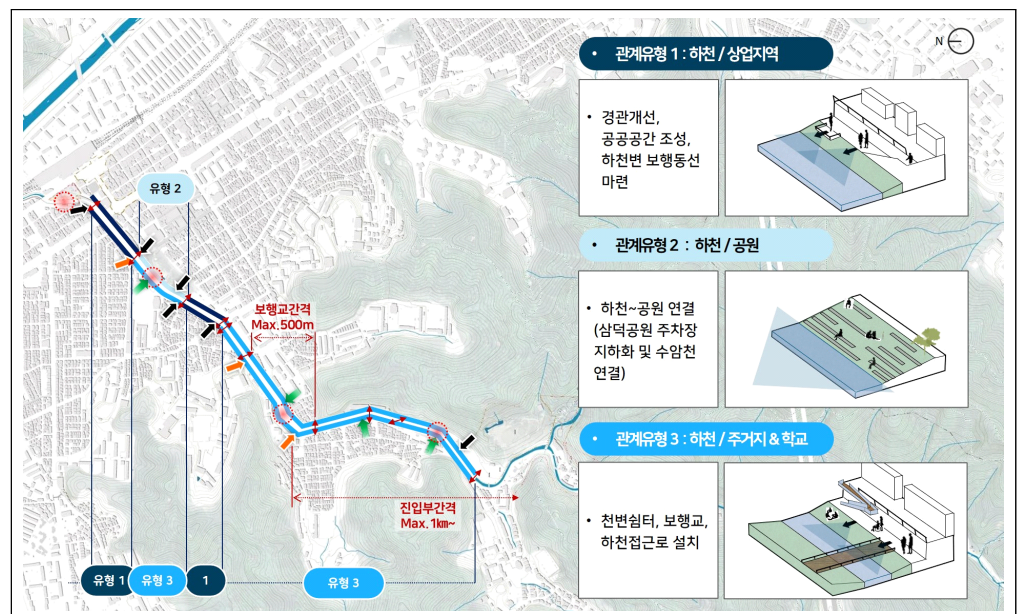 N
• 관계유형 1 : 하천 / 상업지역
• 경관개선,
공공공간 조성,
하천변 보행동선
마련
유형 2
• 관계유형 2 : 하천 / 공원
• 하천~공원 연결
(삼덕공원 주차장
지하화 및 수암천
연결)
보행교간격
Max.500m
• 관계유형 3 : 하천 / 주거지 & 학교
진입부간격
Max.1km~
• 천변쉼터, 보행교,
하천접근로 설치
유형 1
유형 3
1
유형 3